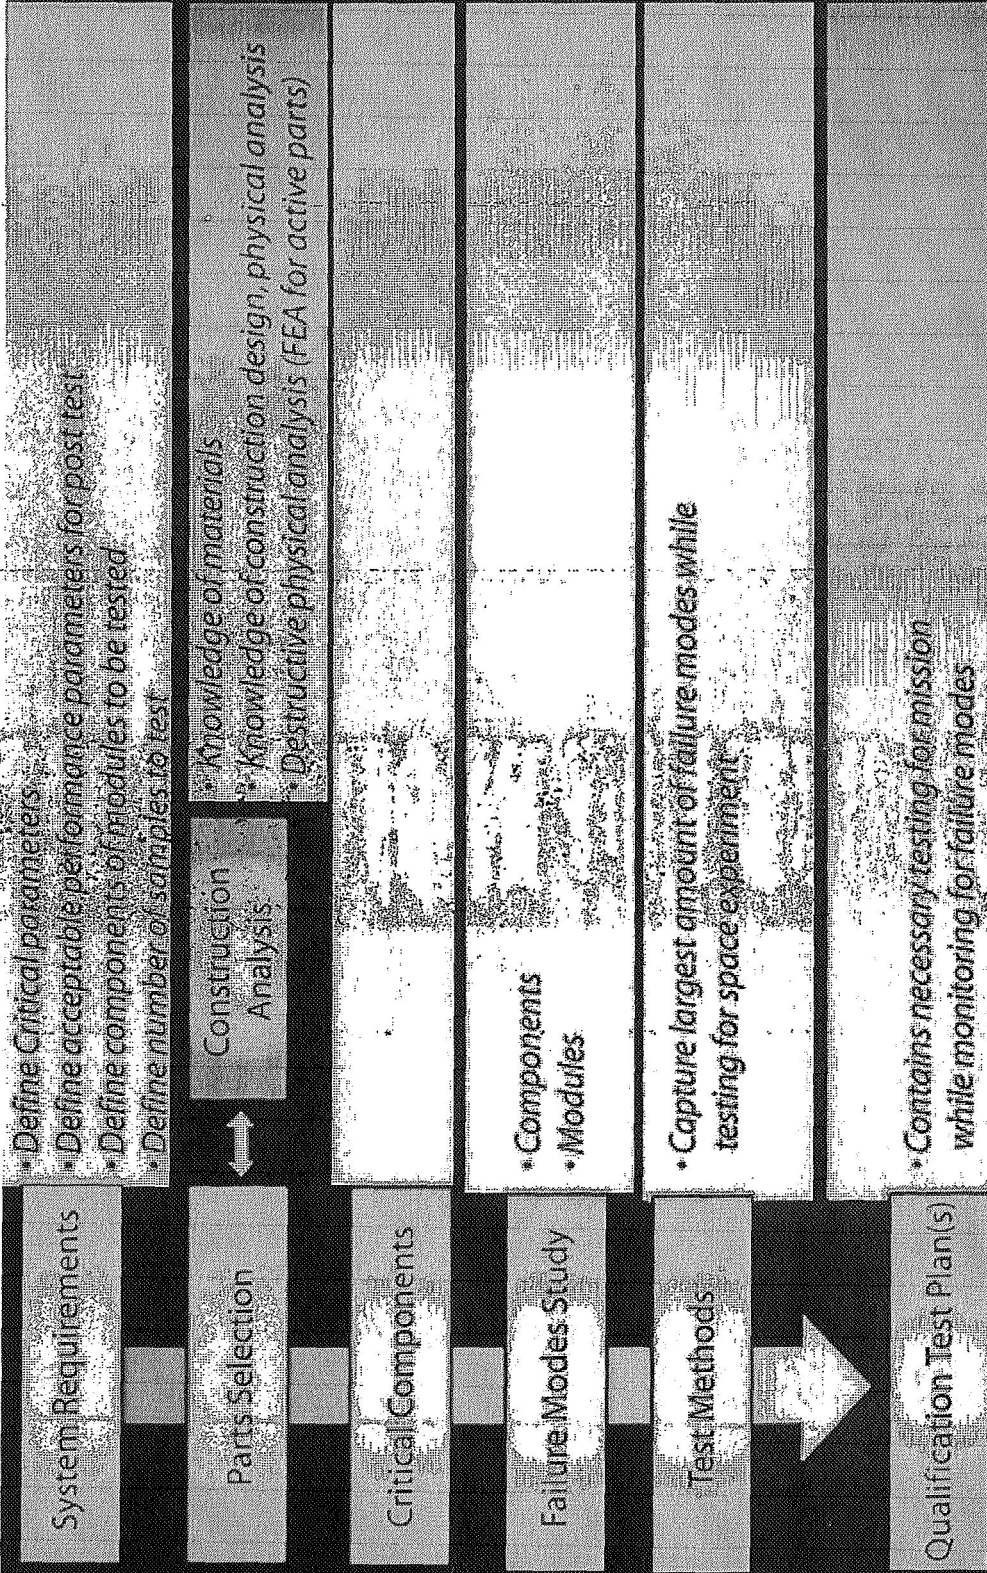 System Requirements
• Define Critical parameters
• Define acceptable performance parameters for post test
• Define components of modules to be tested
• Define number of samples to test
Parts Selection
Construction
Analysis
• Knowledge of materials
• Knowledge of construction design, physical analysis
• Destructive physical analysis (FEA for active parts)
Critical Components
Failure Modes Study
• Components
• Modules
Test Methods
• Capture largest amount of failure modes while
testing for space experiment
Qualification Test Plan(s)
• Contains necessary testing for mission
while monitoring for failure modes